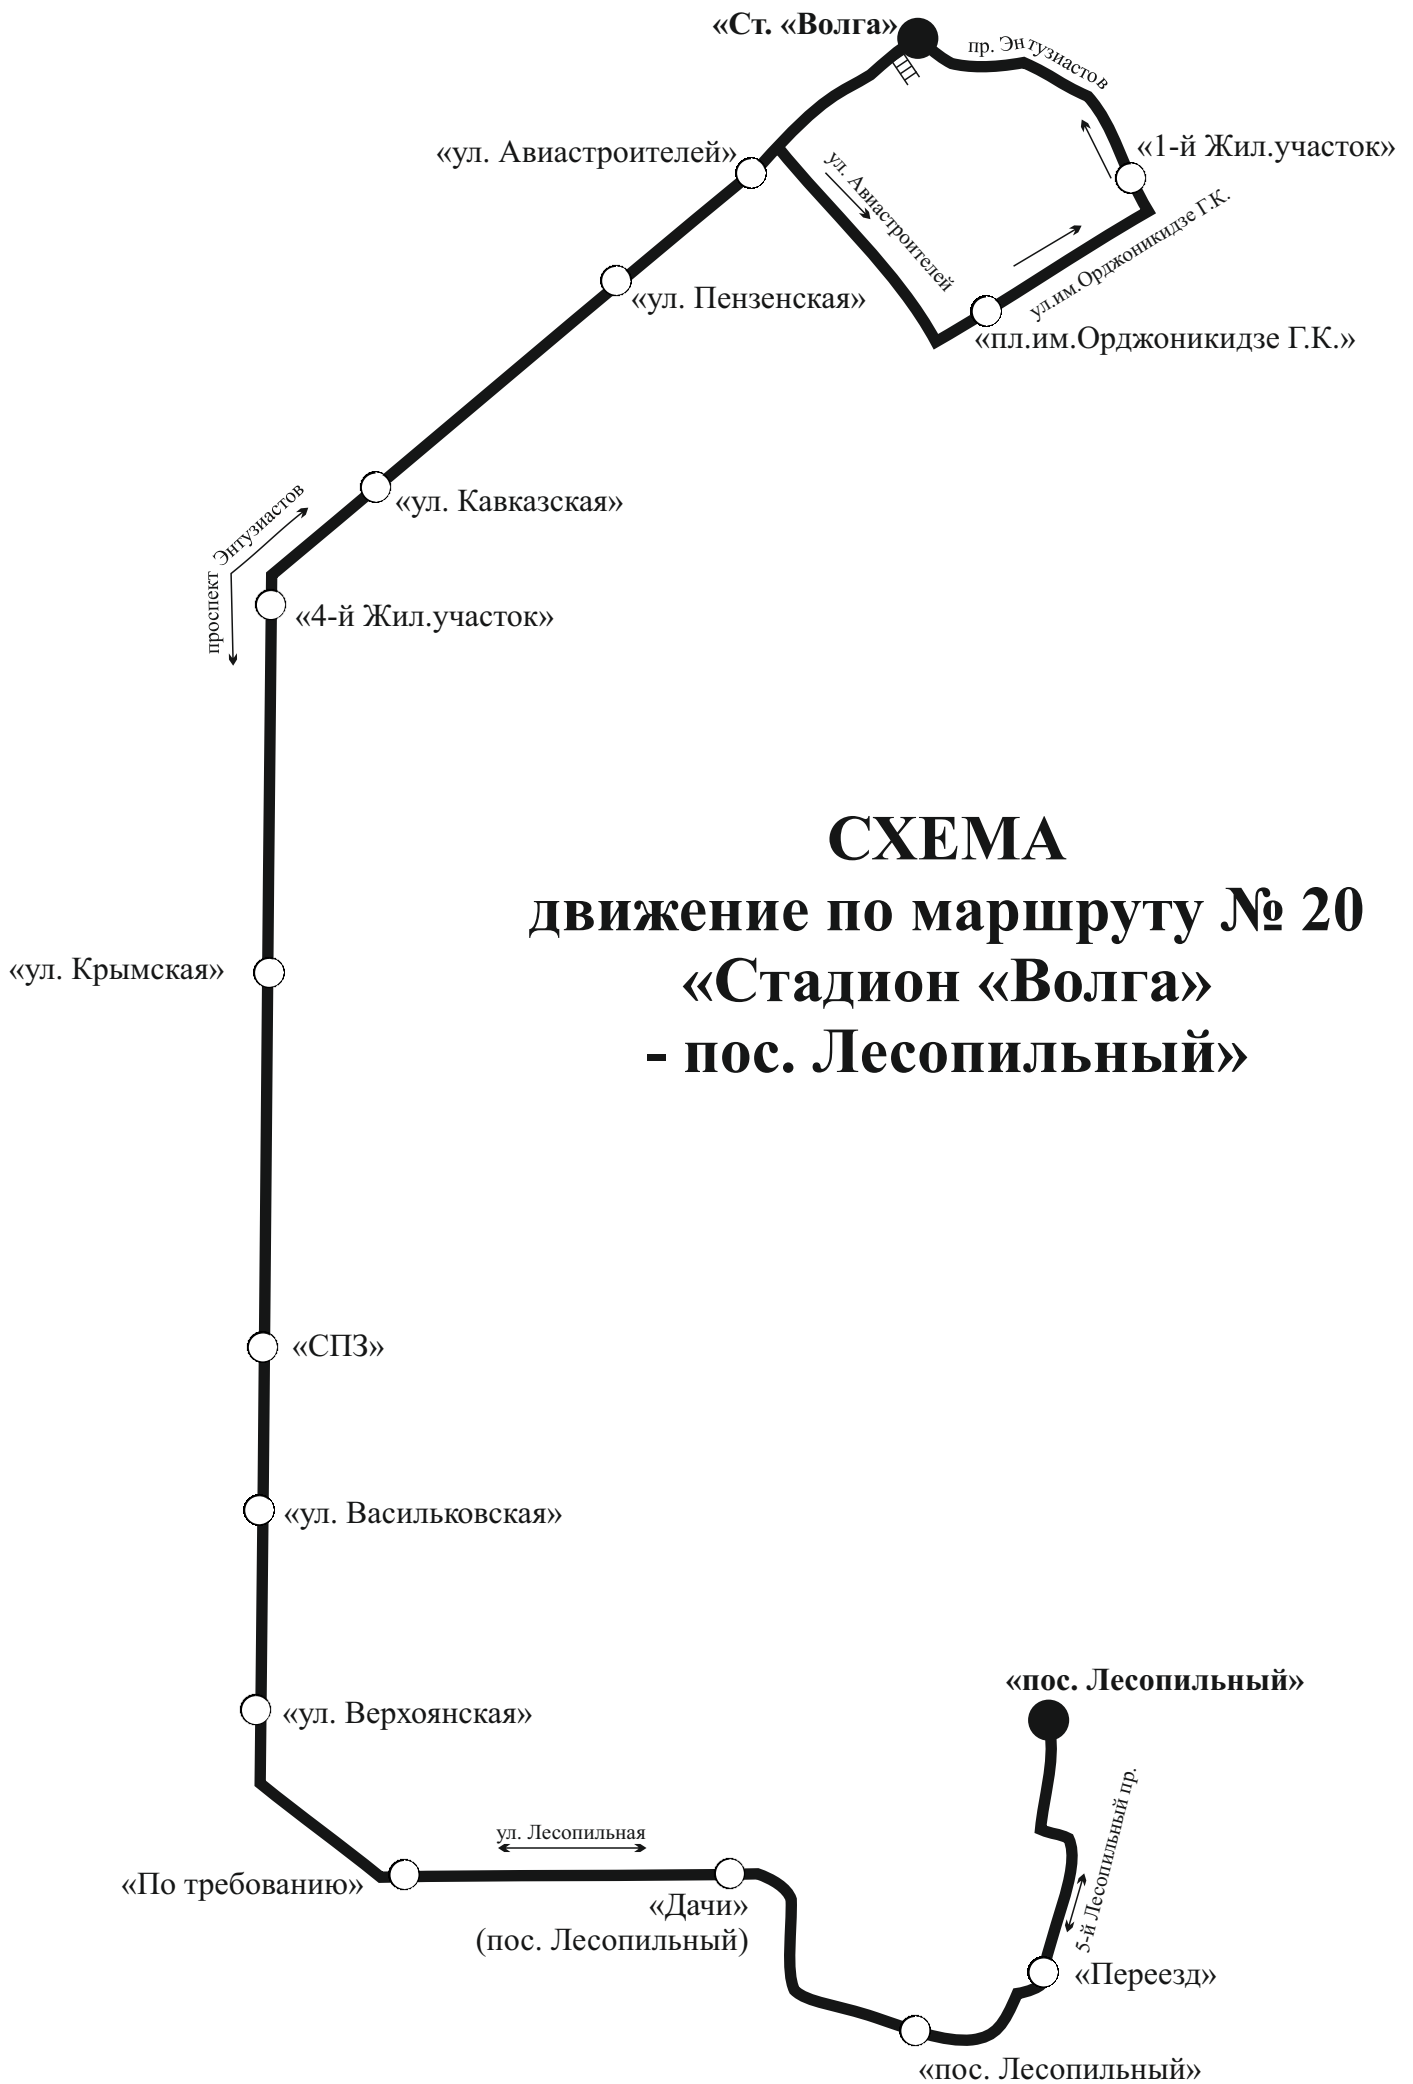 «Ст. «Волга»
пр. Энтузиастов
«ул. Авиастроителей»
«1-й Жил.участок»
ул. Авиастроителей
ул.им.Орджоникидзе Г.К.
«ул. Пензенская»
«пл.им.Орджоникидзе Г.К.»
«ул. Кавказская»
проспект Энтузиастов
«4-й Жил.участок»
СХЕМА
движение по маршруту № 20
«Стадион «Волга»
- пос. Лесопильный»
«ул. Крымская»
«СПЗ»
«ул. Васильковская»
«ул. Верхоянская»
«пос. Лесопильный»
5-й Лесопильный пр.
ул. Лесопильная
«По требованию»
«Дачи»
(пос. Лесопильный)
«Переезд»
«пос. Лесопильный»